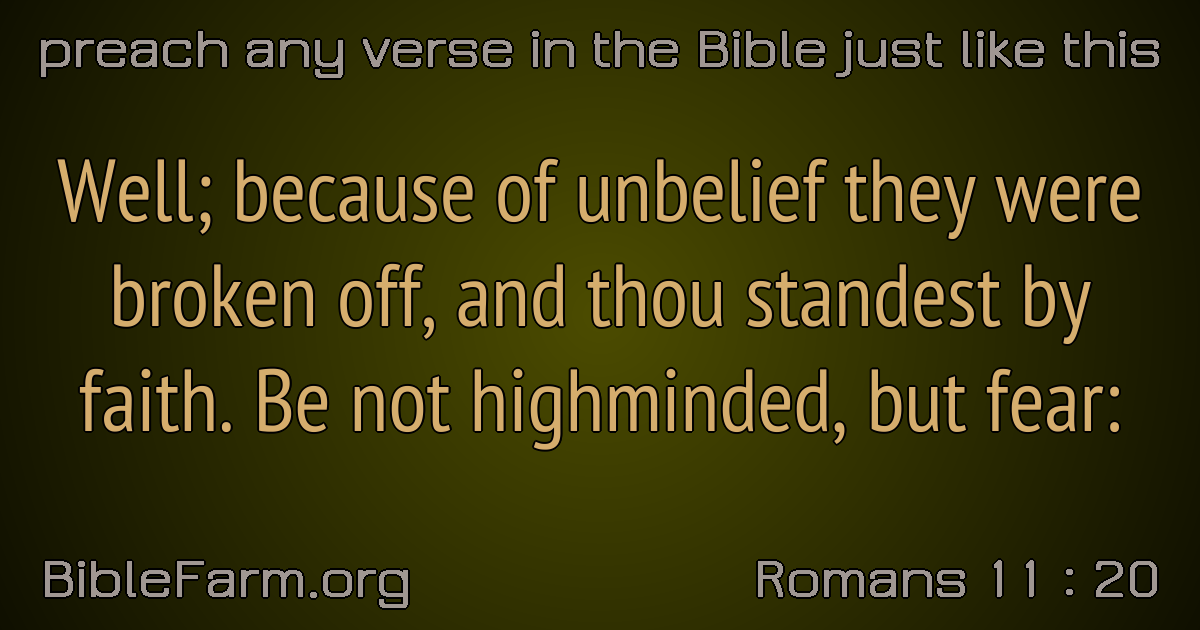 preach any verse in the Bible just like this
Well; because of unbelief they were
broken off, and thou standest by
faith. Be not highminded, but fear:
BibleFarm.org
Romans 11 : 20